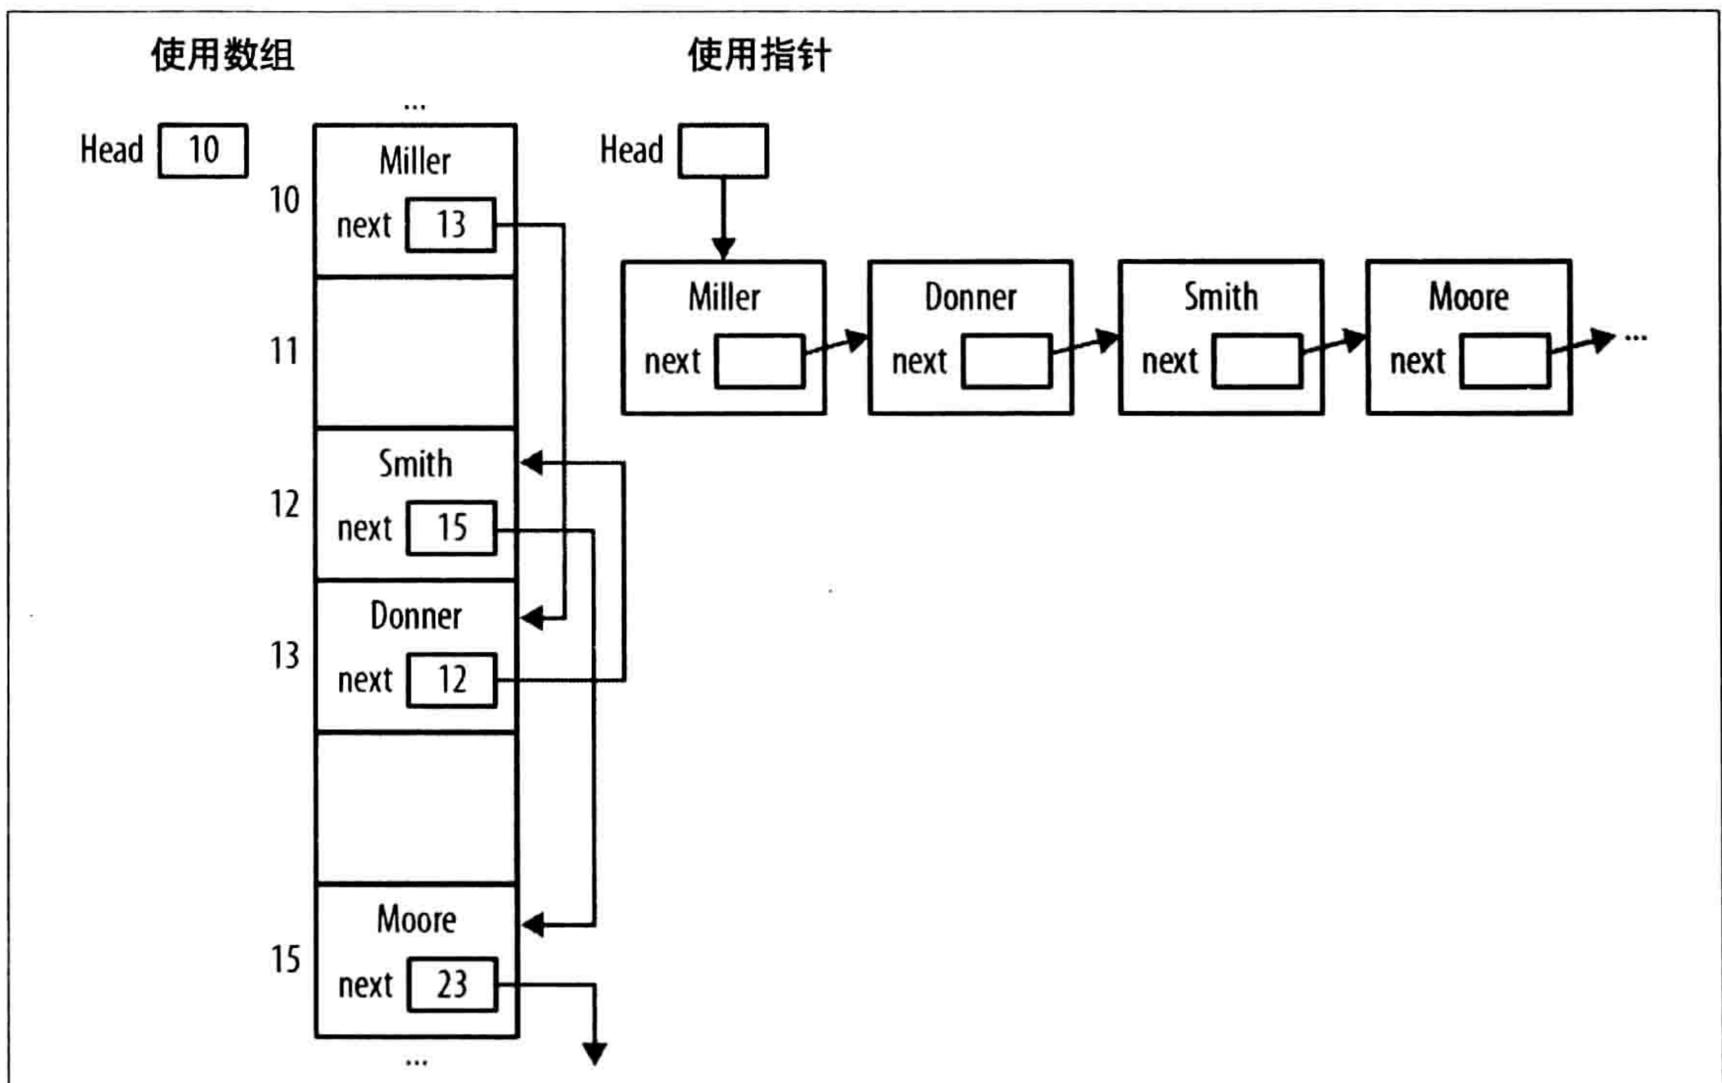 使用数组
使用指针
...
Head 10
10
Miller
next 13
11
12
Smith
next 15
13
Donner
next 12
15
Moore
next 23
...
Head
Miller
next
Donner
next
Smith
next
Moore
next
...